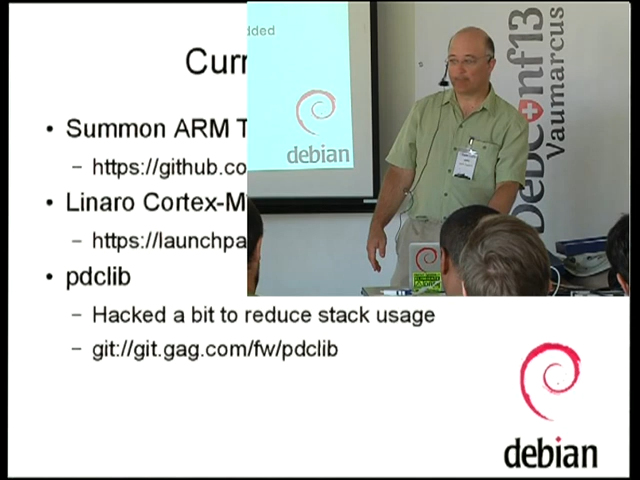 Curr
• Summon ARM T
– https://github.co
• Linaro Cortex-M
– https://launchpa
• pdclib
– Hacked a bit to reduce stack usage
– git://git.gag.com/fw/pdclib
debian
dded
debian
DebConf13
Vaumarcus